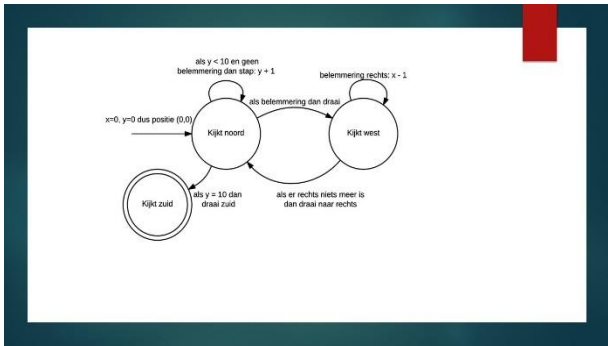 als y < 10 en geen
belemmering dan stap: y + 1
belemmering rechts: x - 1
als belemmering dan draai
x=0, y=0 dus positie (0,0)
Kijkt noord
Kijkt west
als y = 10 dan
draai zuid
als er rechts niets meer is
dan draai naar rechts
Kijkt zuid